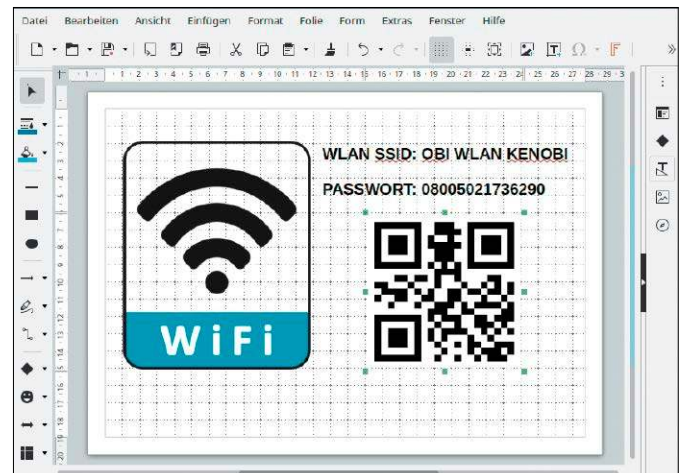 Datei Bearbeiten Ansicht Einfügen Format Folie Form Extras Fenster Hilfe
WLAN SSID: OBI WLAN KENOBI
PASSWORT: 08005021736290
WiFi